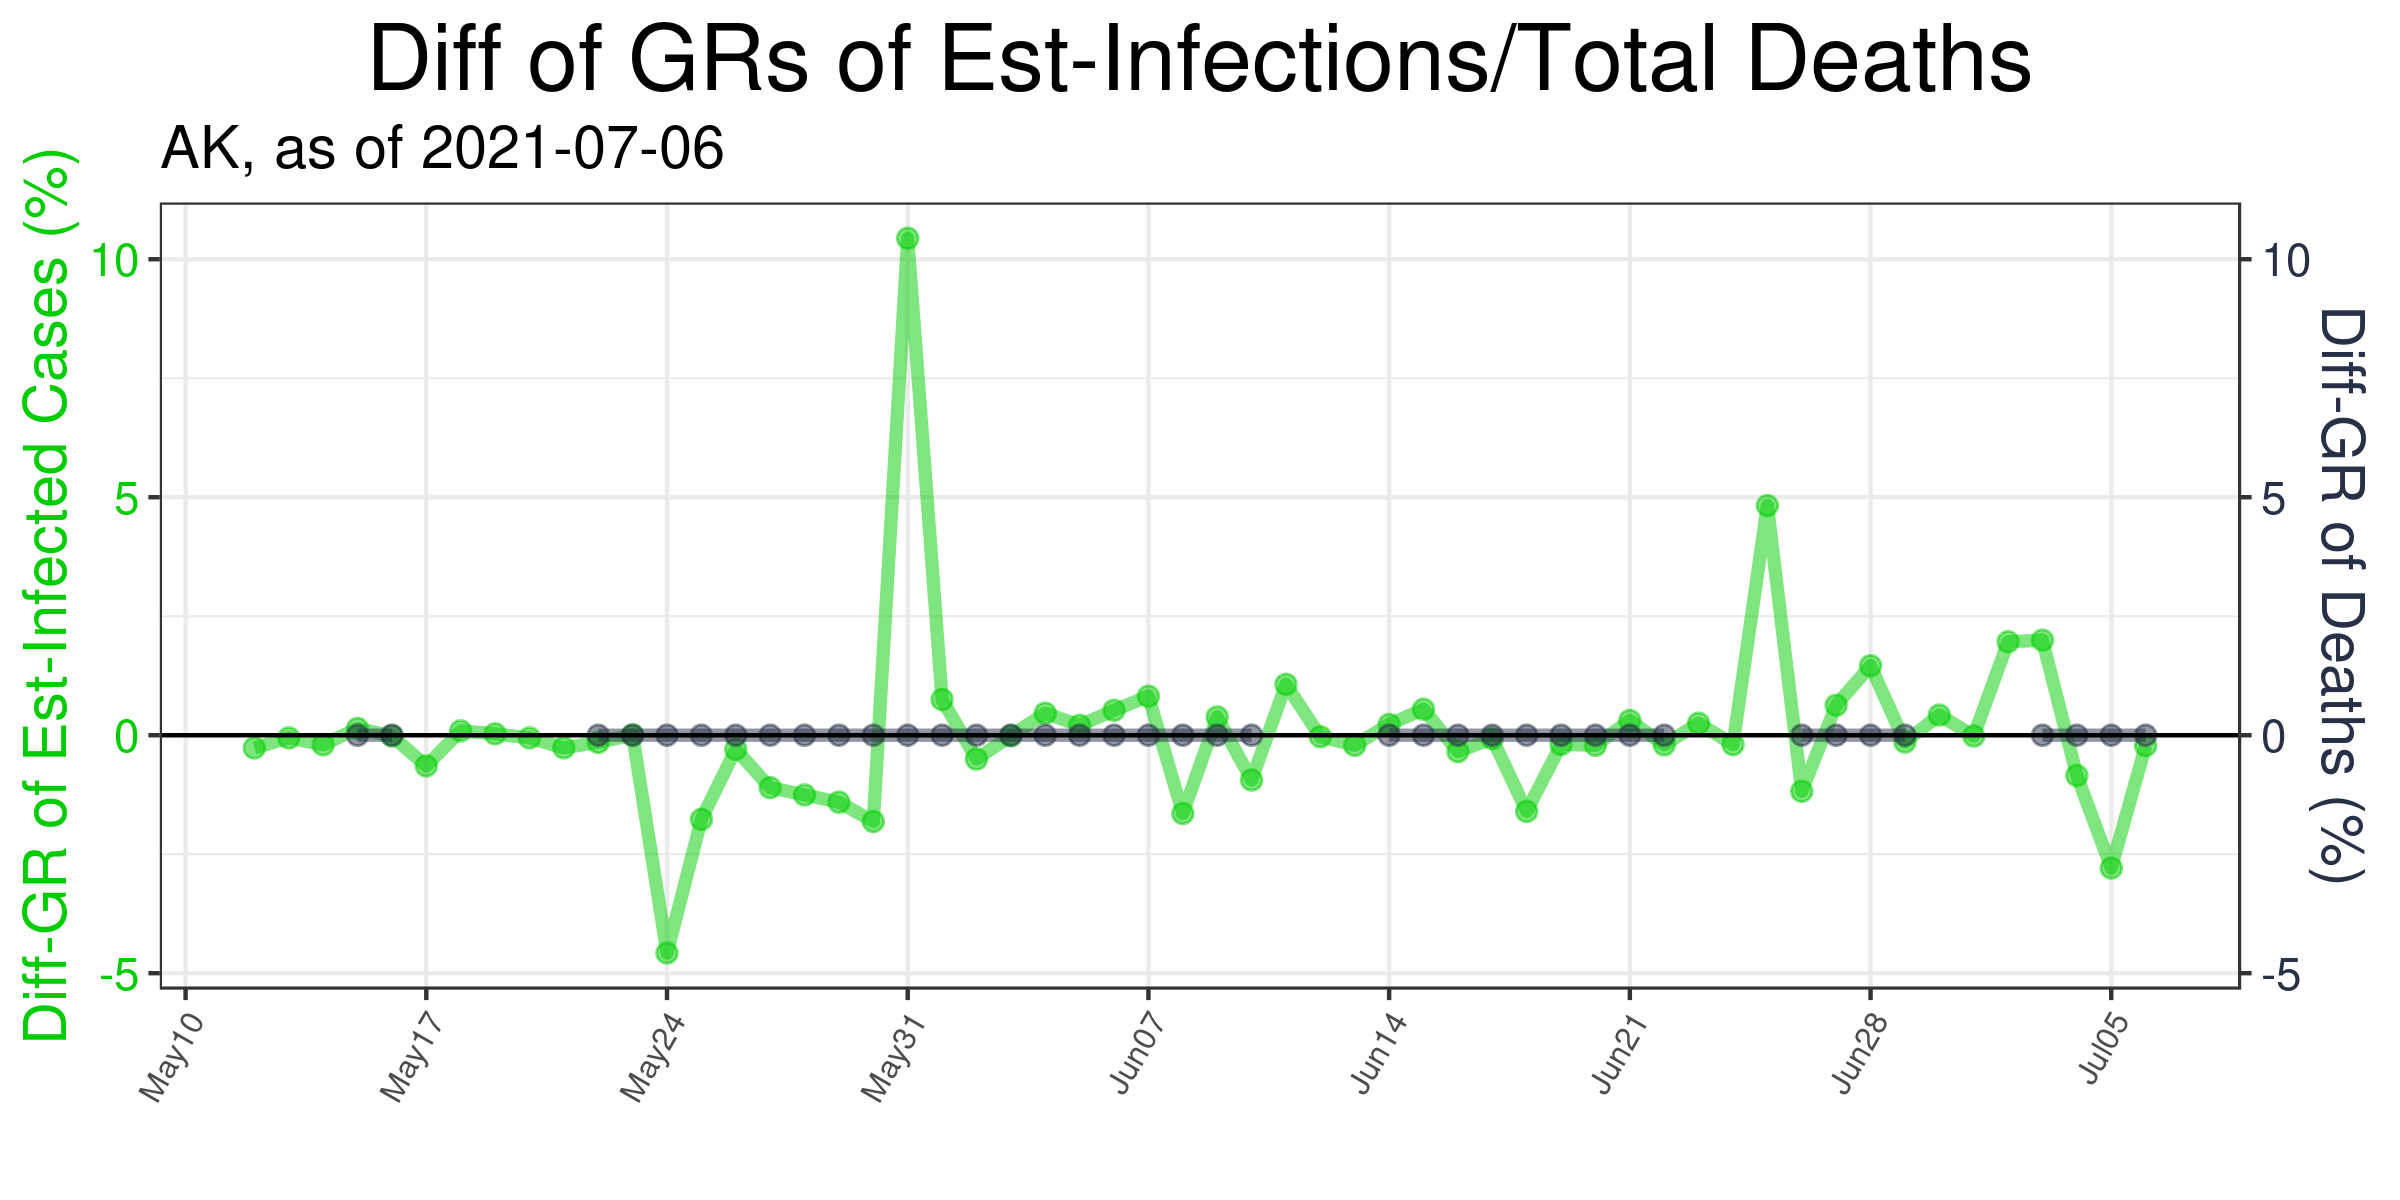 Diff of GRs of Est-Infections/Total Deaths
AK, as of 2021-07-06
Diff-GR of Est-Infected Cases (%)
10
5
0
-5
10
5
0
-5
Diff-GR of Deaths (%)
May10
May17
May24
May31
Jun07
Jun14
Jun21
Jun28
Jul05